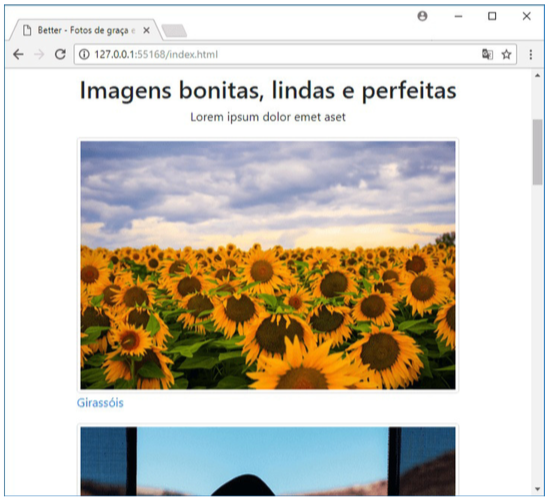 Better - Fotos de graça e
127.0.0.1:55168/index.html
Imagens bonitas, lindas e perfeitas
Lorem ipsum dolor emet aset
Girassóis